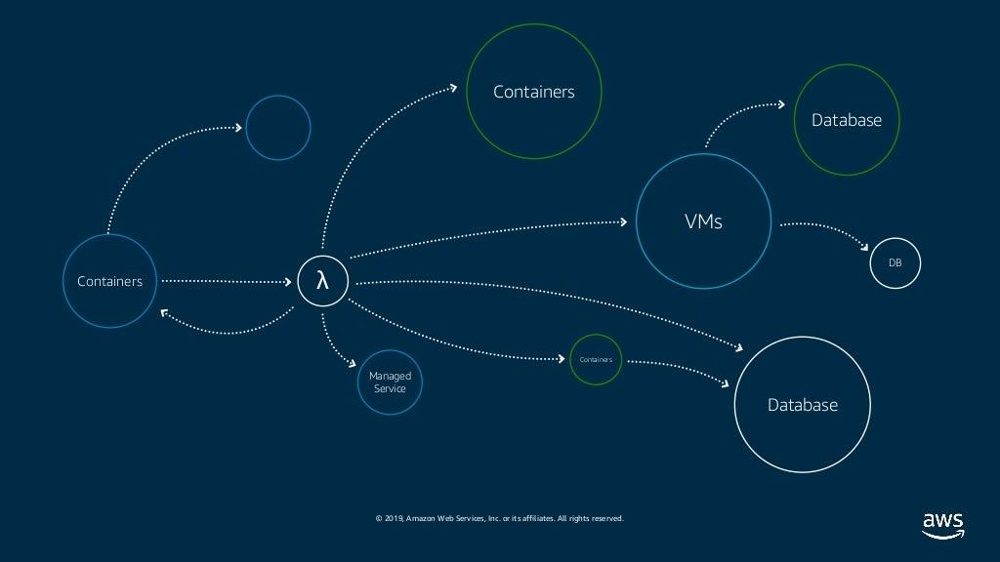 Containers
Database
VMs
DB
Containers
λ
Managed
Service
Containers
Database
© 2019, Amazon Web Services, Inc. or its affiliates. All rights reserved.
aws